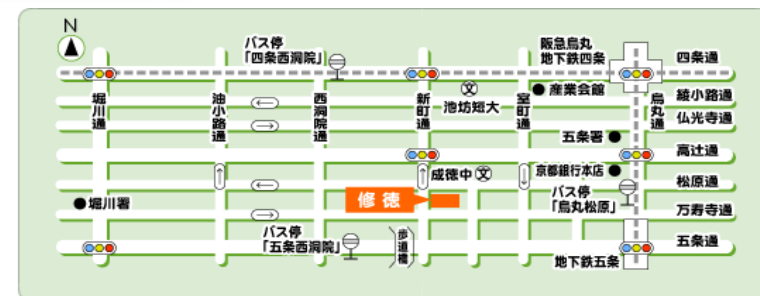 N
バス停
「四条西洞院」
阪急烏丸
地下鉄四条
四条通
堀川通
油小路通
西洞院通
新町通
池坊短大
室町通
産業会館
烏丸通
綾小路通
仏光寺通
五条署
高辻通
成徳中
京都銀行本店
松原通
修徳
バス停
「烏丸松原」
堀川署
万寿寺通
バス停
「五条西洞院」
歩道橋
五条通
地下鉄五条